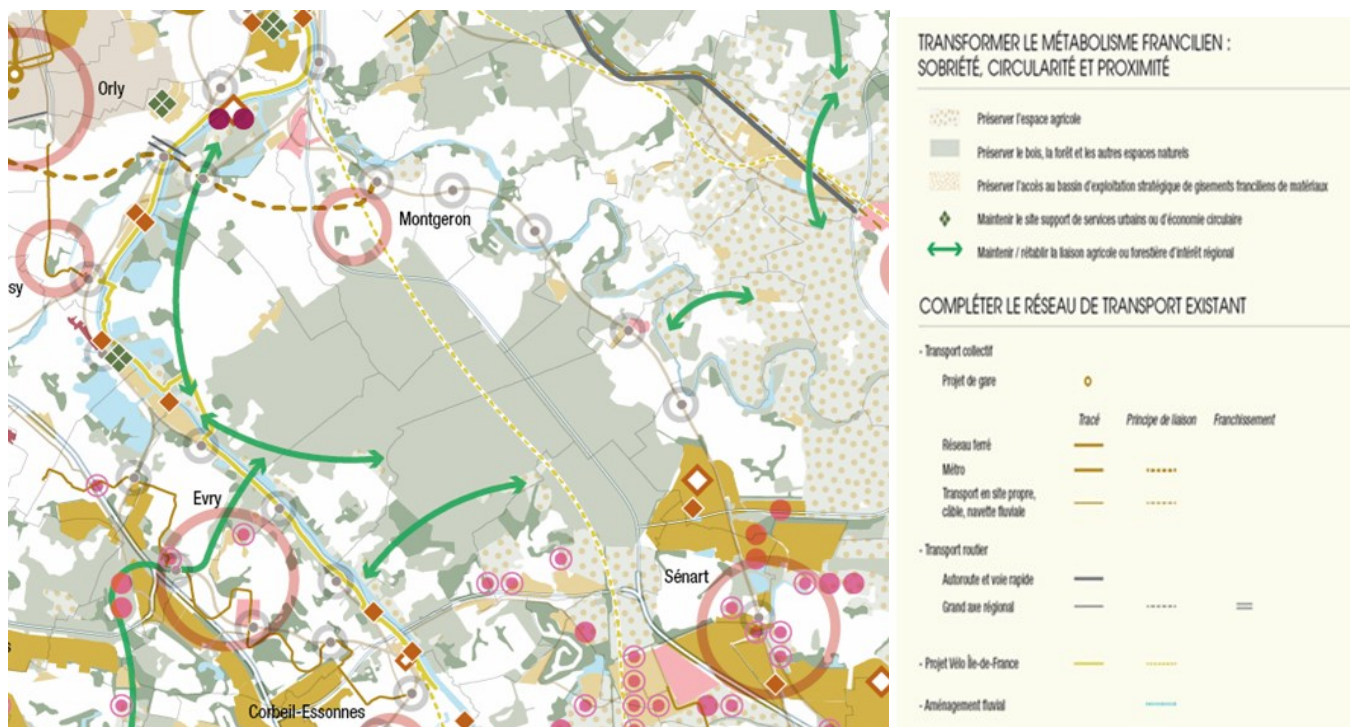 Orly
Montgeron
sy
Evry
Sénart
s
Corbeil-Essonnes
TRANSFORMER LE MÉTABOLISME FRANCILIEN :
SOBRIÉTÉ, CIRCULARITÉ ET PROXIMITÉ
Préserver l'espace agricole
Préserver le bois, la forêt et les autres espaces naturels
Préserver l'accès au bassin d'exploitation stratégique de gisements franciliens de matériaux
Maintenir le site support de services urbains ou d'économie circulaire
Maintenir / rétablir la liaison agricole ou forestière d'intérêt régional
COMPLÉTER LE RÉSEAU DE TRANSPORT EXISTANT
- Transport collectif
Projet de gare
Tracé Principe de liaison Franchissement
Réseau ferré
Métro
Transport en site propre,
câble, navette fluviale
- Transport routier
Autoroute et voie rapide
Grand axe régional
- Projet Vélo Île-de-France
- Aménagement fluvial